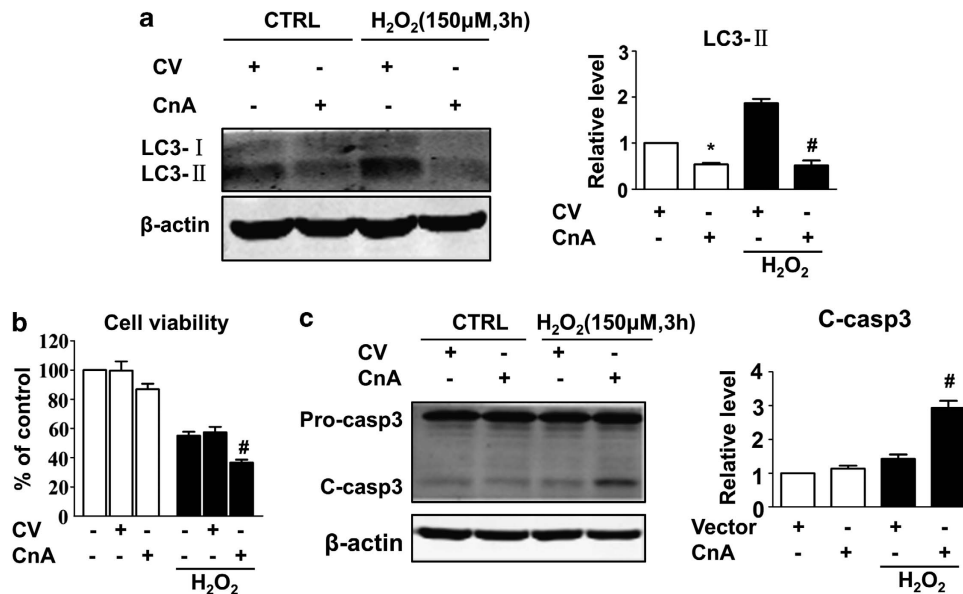 a
CTRL H₂O₂(150μM,3h)
CV + - + -
CnA - + - +
LC3-Ⅰ
LC3-Ⅱ
β-actin
LC3-Ⅱ
Relative level
3
2
1
0
* #
CV + - + -
CnA - + - +
H₂O₂
b
Cell viability
% of control
120
100
80
60
40
20
0
#
CV - + - - + -
CnA - - + - - +
H₂O₂
c
CTRL H₂O₂(150μM,3h)
CV + - + -
CnA - + - +
Pro-casp3
C-casp3
β-actin
C-casp3
Relative level
4
3
2
1
0
#
Vector + - + -
CnA - + - +
H₂O₂